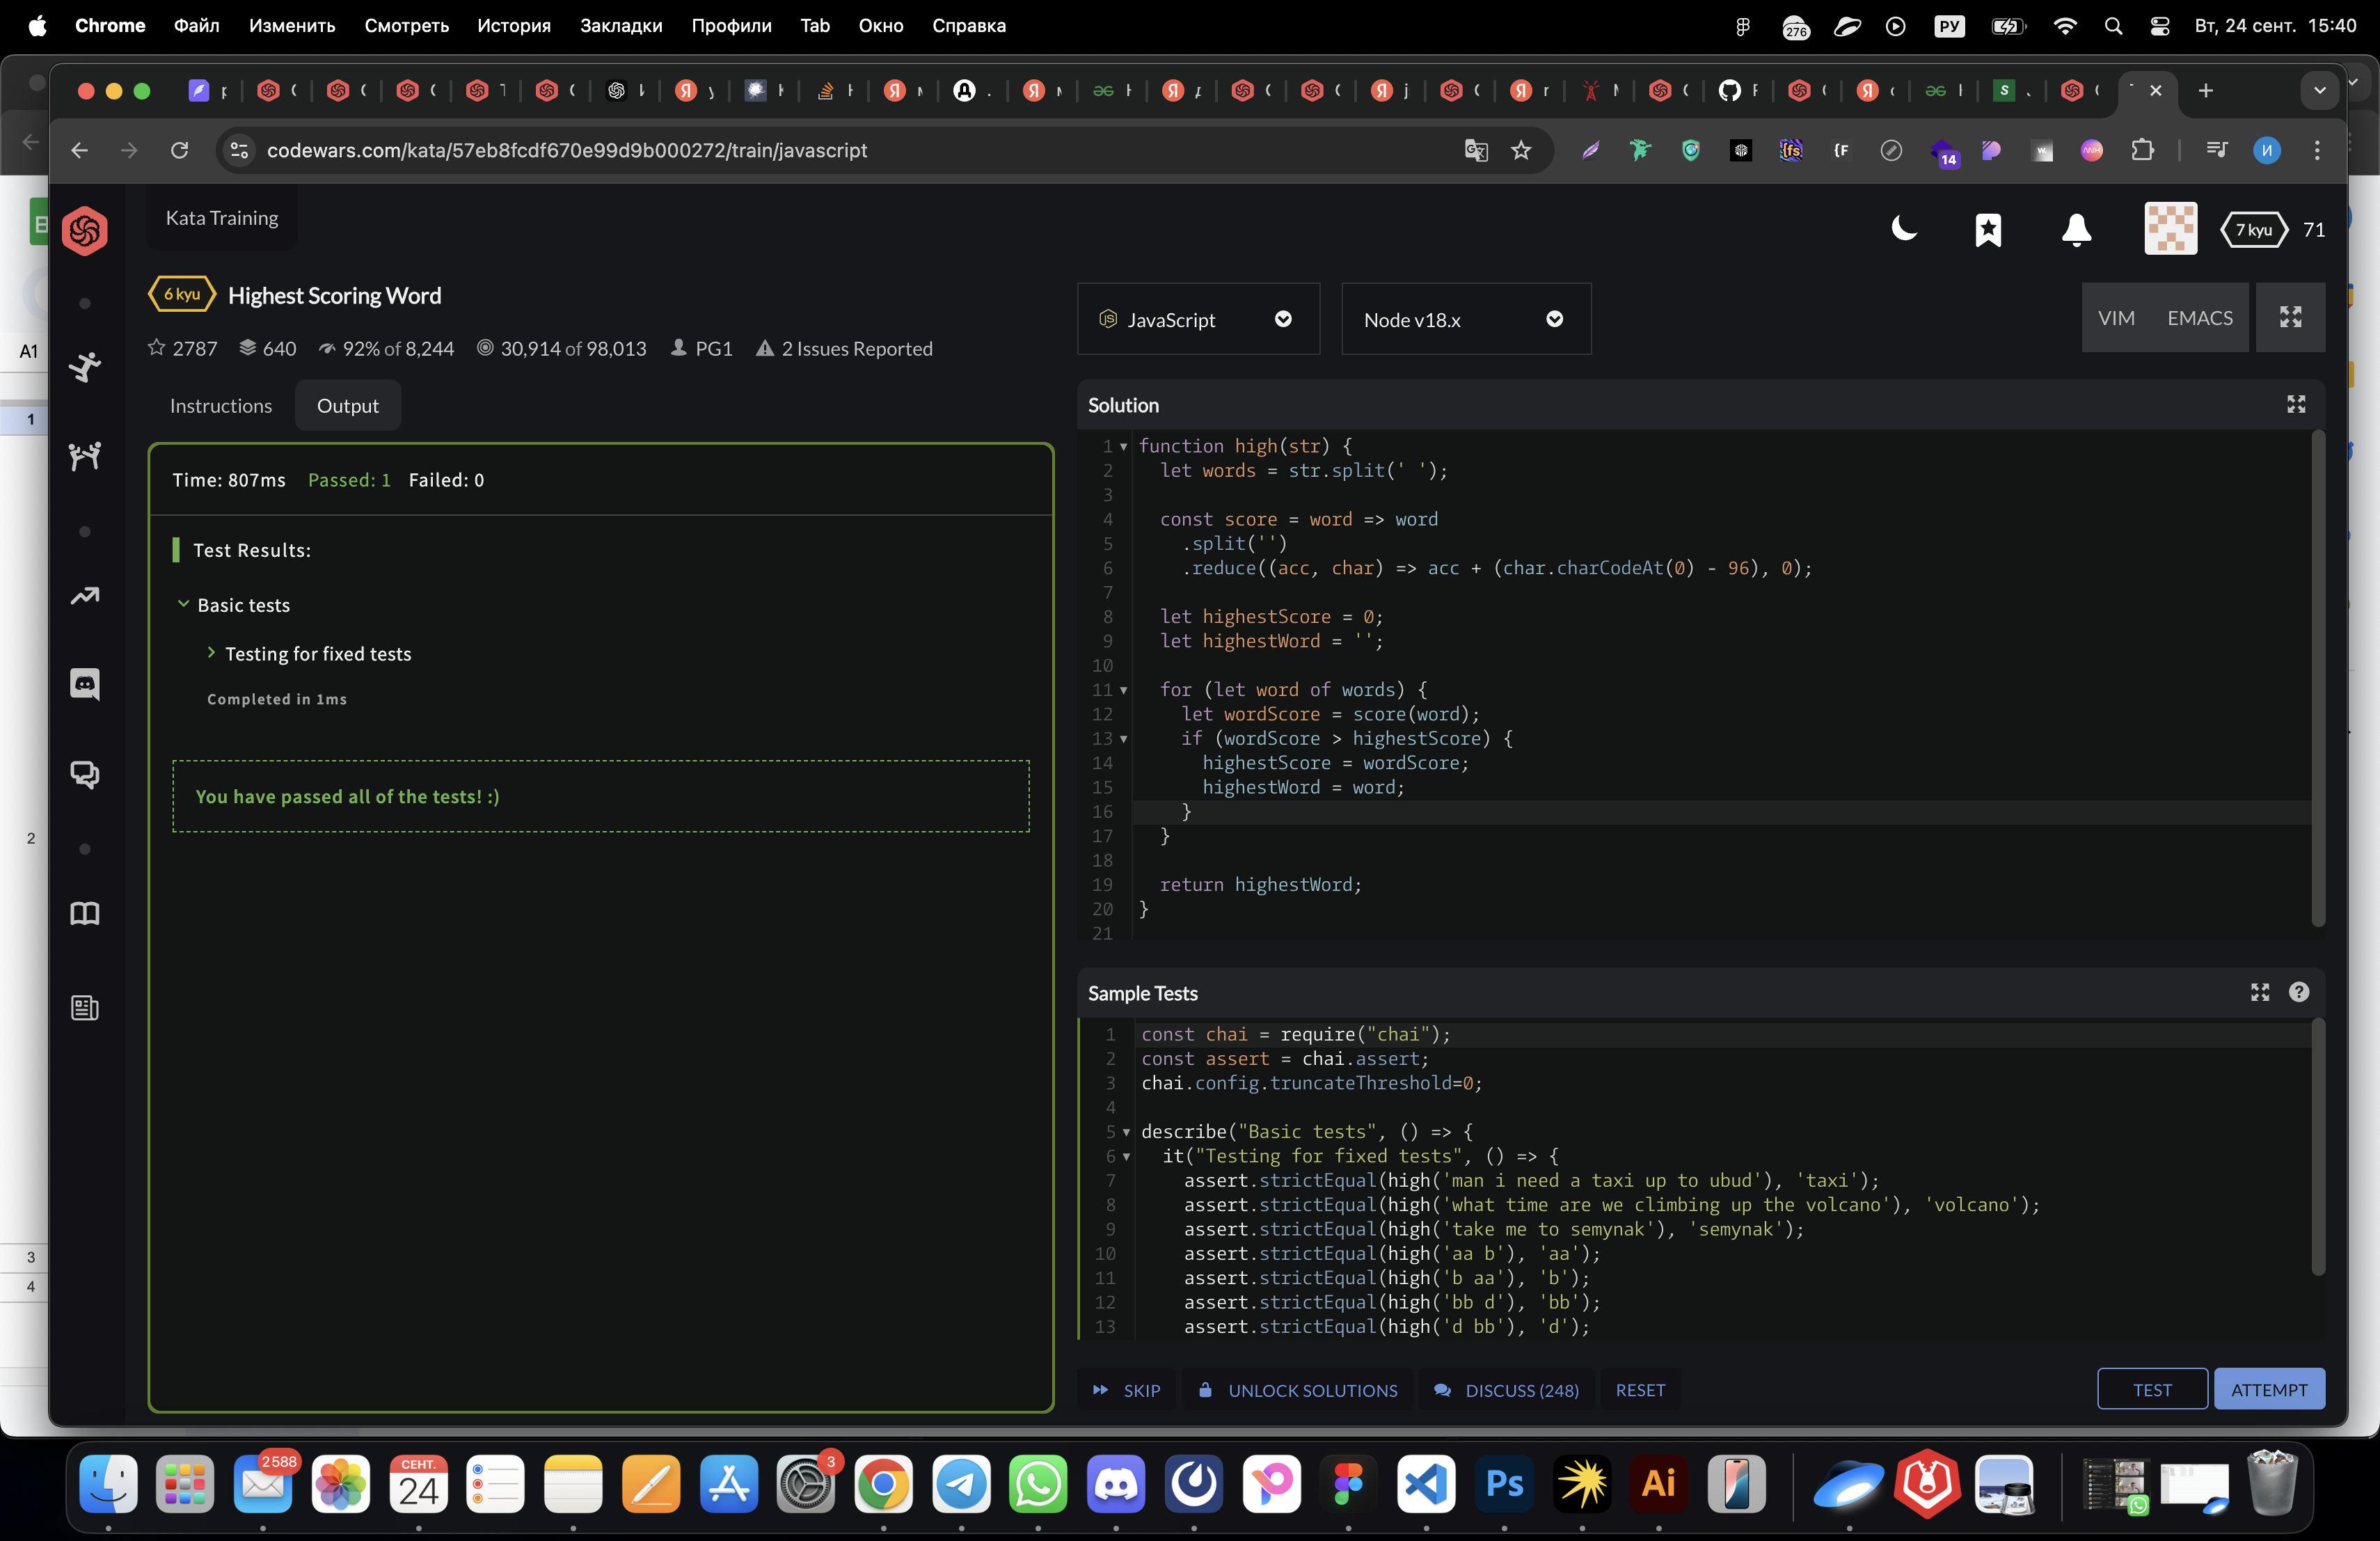 Chrome Файл Изменить Смотреть История Закладки Профили Tab Окно Справка 276 РУ Вт, 24 сент. 15:40
codewars.com/kata/57eb8fcdf670e99d9b000272/train/javascript
14
И
Kata Training
7 kyu 71
6 kyu Highest Scoring Word
2787 640 92% of 8,244 30,914 of 98,013 PG1 2 Issues Reported
JavaScript
Node v18.x
VIM EMACS
Instructions Output
Time: 807ms Passed: 1 Failed: 0
Test Results:
Basic tests
Testing for fixed tests
Completed in 1ms
You have passed all of the tests! :)
A1
1
2
3
4
Solution
1 function high(str) {
2 let words = str.split(' ');
3
4 const score = word => word
5 .split('')
6 .reduce((acc, char) => acc + (char.charCodeAt(0) - 96), 0);
7
8 let highestScore = 0;
9 let highestWord = '';
10
11 for (let word of words) {
12 let wordScore = score(word);
13 if (wordScore > highestScore) {
14 highestScore = wordScore;
15 highestWord = word;
16 }
17 }
18
19 return highestWord;
20 }
21
Sample Tests
1 const chai = require("chai");
2 const assert = chai.assert;
3 chai.config.truncateThreshold=0;
4
5 describe("Basic tests", () => {
6 it("Testing for fixed tests", () => {
7 assert.strictEqual(high('man i need a taxi up to ubud'), 'taxi');
8 assert.strictEqual(high('what time are we climbing up the volcano'), 'volcano');
9 assert.strictEqual(high('take me to semynak'), 'semynak');
10 assert.strictEqual(high('aa b'), 'aa');
11 assert.strictEqual(high('b aa'), 'b');
12 assert.strictEqual(high('bb d'), 'bb');
13 assert.strictEqual(high('d bb'), 'd');
SKIP UNLOCK SOLUTIONS DISCUSS (248) RESET TEST ATTEMPT
2588
СЕНТ.
24
3
Ps
Ai